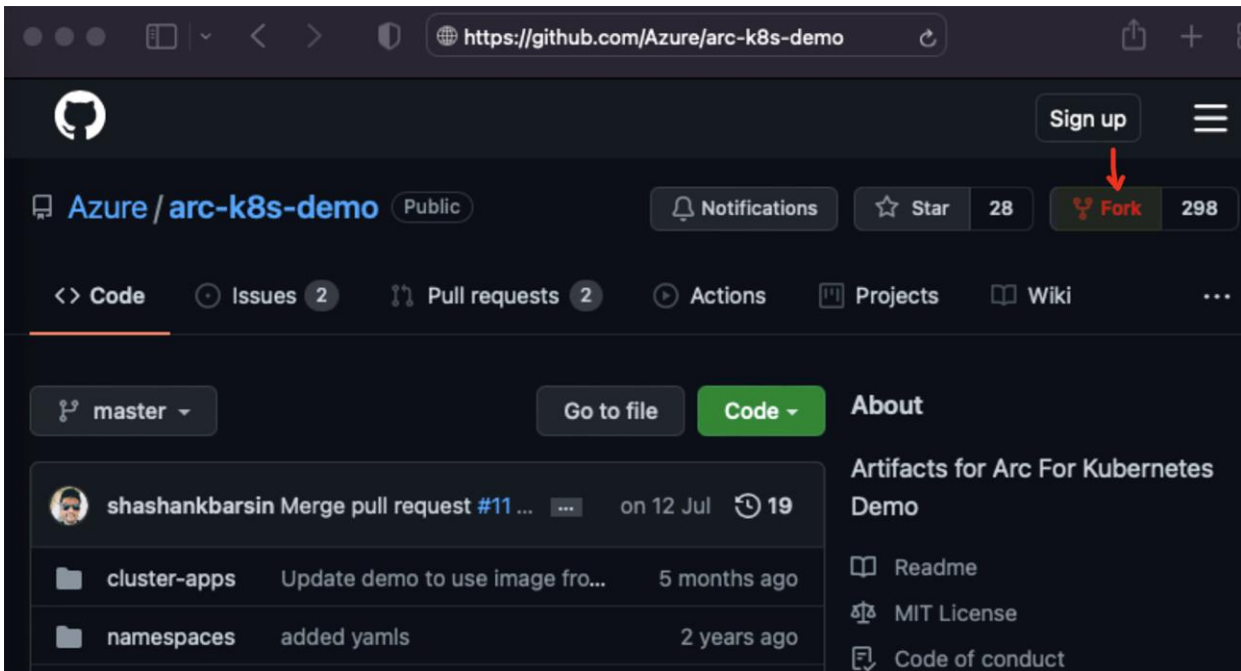 https://github.com/Azure/arc-k8s-demo
Sign up
Azure / arc-k8s-demo Public
Notifications Star 28 Fork 298
<> Code Issues 2 Pull requests 2 Actions Projects Wiki ...
master Go to file Code About
Artifacts for Arc For Kubernetes
Demo
shashankbarsin Merge pull request #11 ... ... on 12 Jul 19
Readme
cluster-apps Update demo to use image fro... 5 months ago
MIT License
namespaces added yamls 2 years ago
Code of conduct